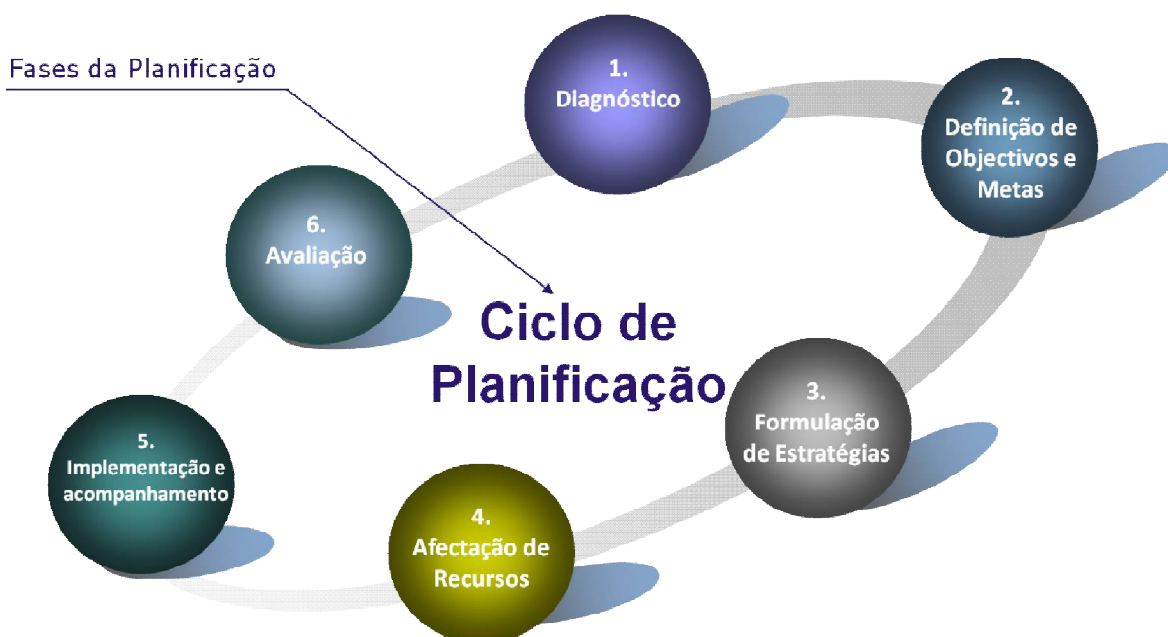 Fases da Planificação
1.
Diagnóstico
2.
Definição de
Objectivos e
Metas
3.
Formulação
de Estratégias
4.
Afectação de
Recursos
5.
Implementação e
acompanhamento
6.
Avaliação
Ciclo de
Planificação